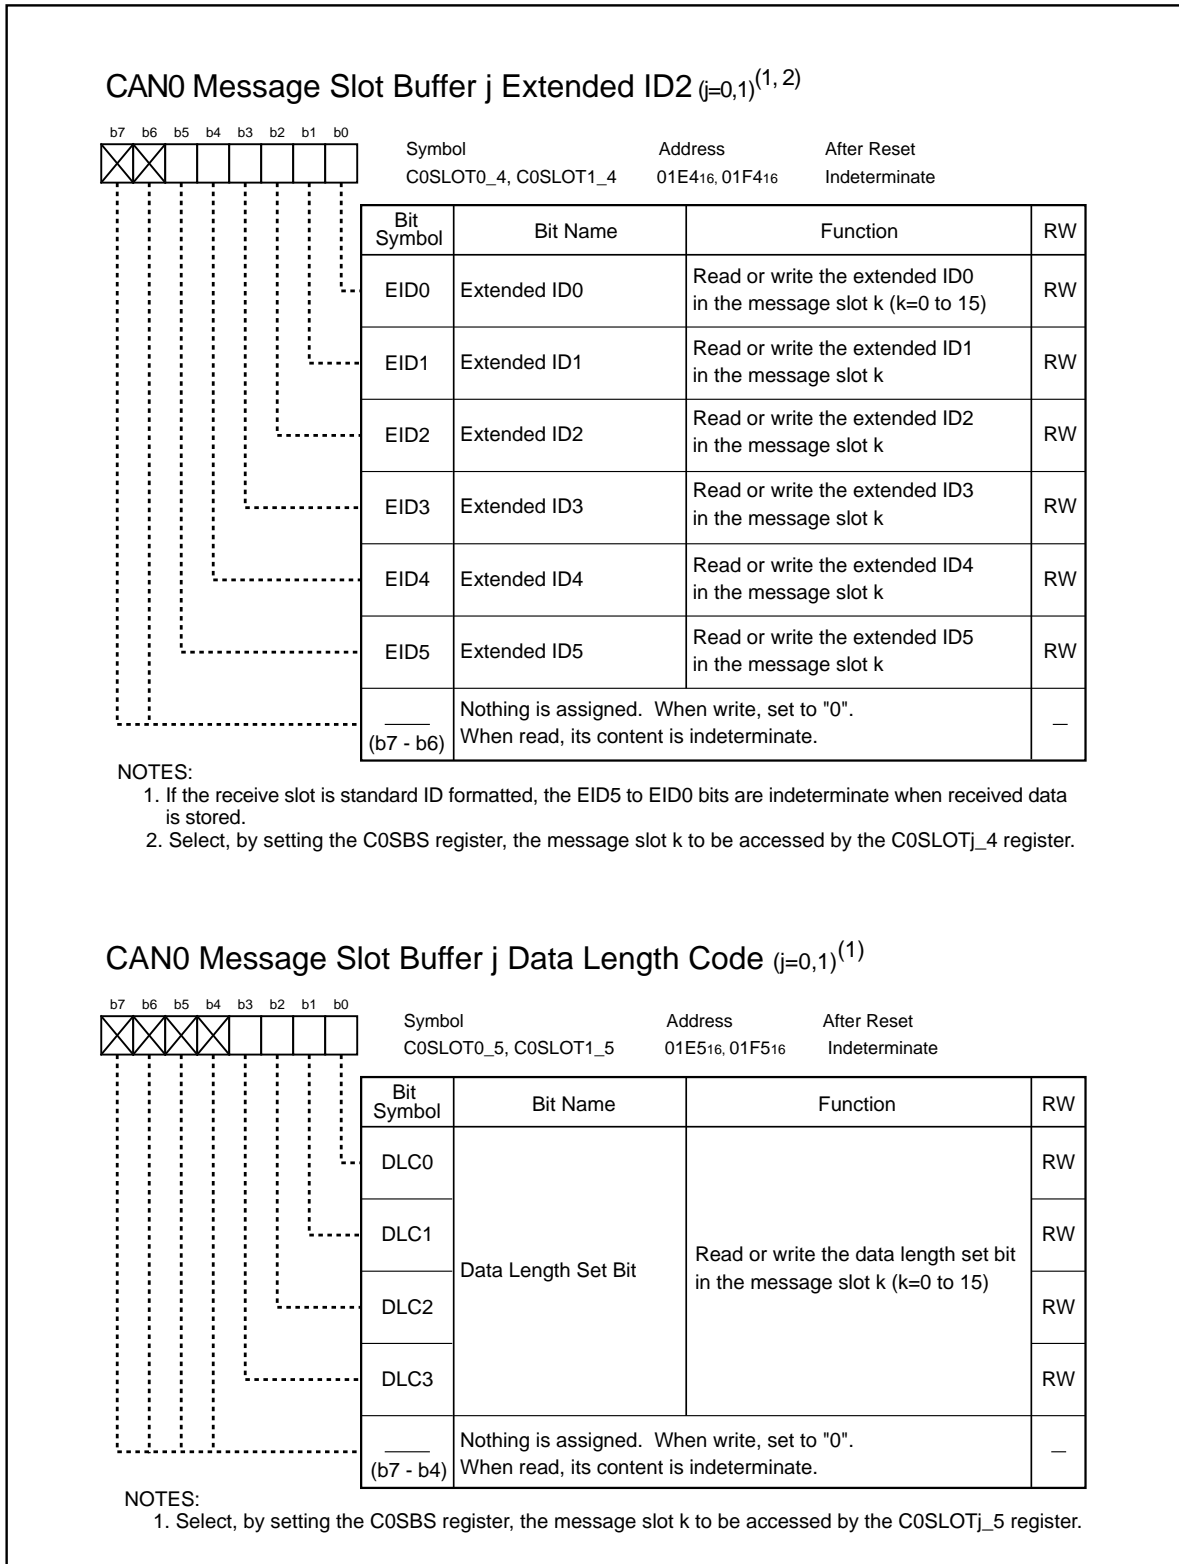 CAN0 Message Slot Buffer j Extended ID2 (j=0,1)(1, 2)
b7 b6 b5 b4 b3 b2 b1 b0
Symbol Address After Reset
C0SLOT0_4, C0SLOT1_4 01E416, 01F416 Indeterminate
Bit Symbol Bit Name Function RW
EID0 Extended ID0 Read or write the extended ID0
in the message slot k (k=0 to 15) RW
EID1 Extended ID1 Read or write the extended ID1
in the message slot k RW
EID2 Extended ID2 Read or write the extended ID2
in the message slot k RW
EID3 Extended ID3 Read or write the extended ID3
in the message slot k RW
EID4 Extended ID4 Read or write the extended ID4
in the message slot k RW
EID5 Extended ID5 Read or write the extended ID5
in the message slot k RW
Nothing is assigned. When write, set to "0".
(b7 - b6) When read, its content is indeterminate. –
NOTES:
1. If the receive slot is standard ID formatted, the EID5 to EID0 bits are indeterminate when received data
is stored.
2. Select, by setting the C0SBS register, the message slot k to be accessed by the C0SLOTj_4 register.
CAN0 Message Slot Buffer j Data Length Code (j=0,1)(1)
b7 b6 b5 b4 b3 b2 b1 b0
Symbol Address After Reset
C0SLOT0_5, C0SLOT1_5 01E516, 01F516 Indeterminate
Bit Symbol Bit Name Function RW
DLC0 RW
DLC1 RW
Data Length Set Bit Read or write the data length set bit
in the message slot k (k=0 to 15)
DLC2 RW
DLC3 RW
Nothing is assigned. When write, set to "0".
(b7 - b4) When read, its content is indeterminate. –
NOTES:
1. Select, by setting the C0SBS register, the message slot k to be accessed by the C0SLOTj_5 register.